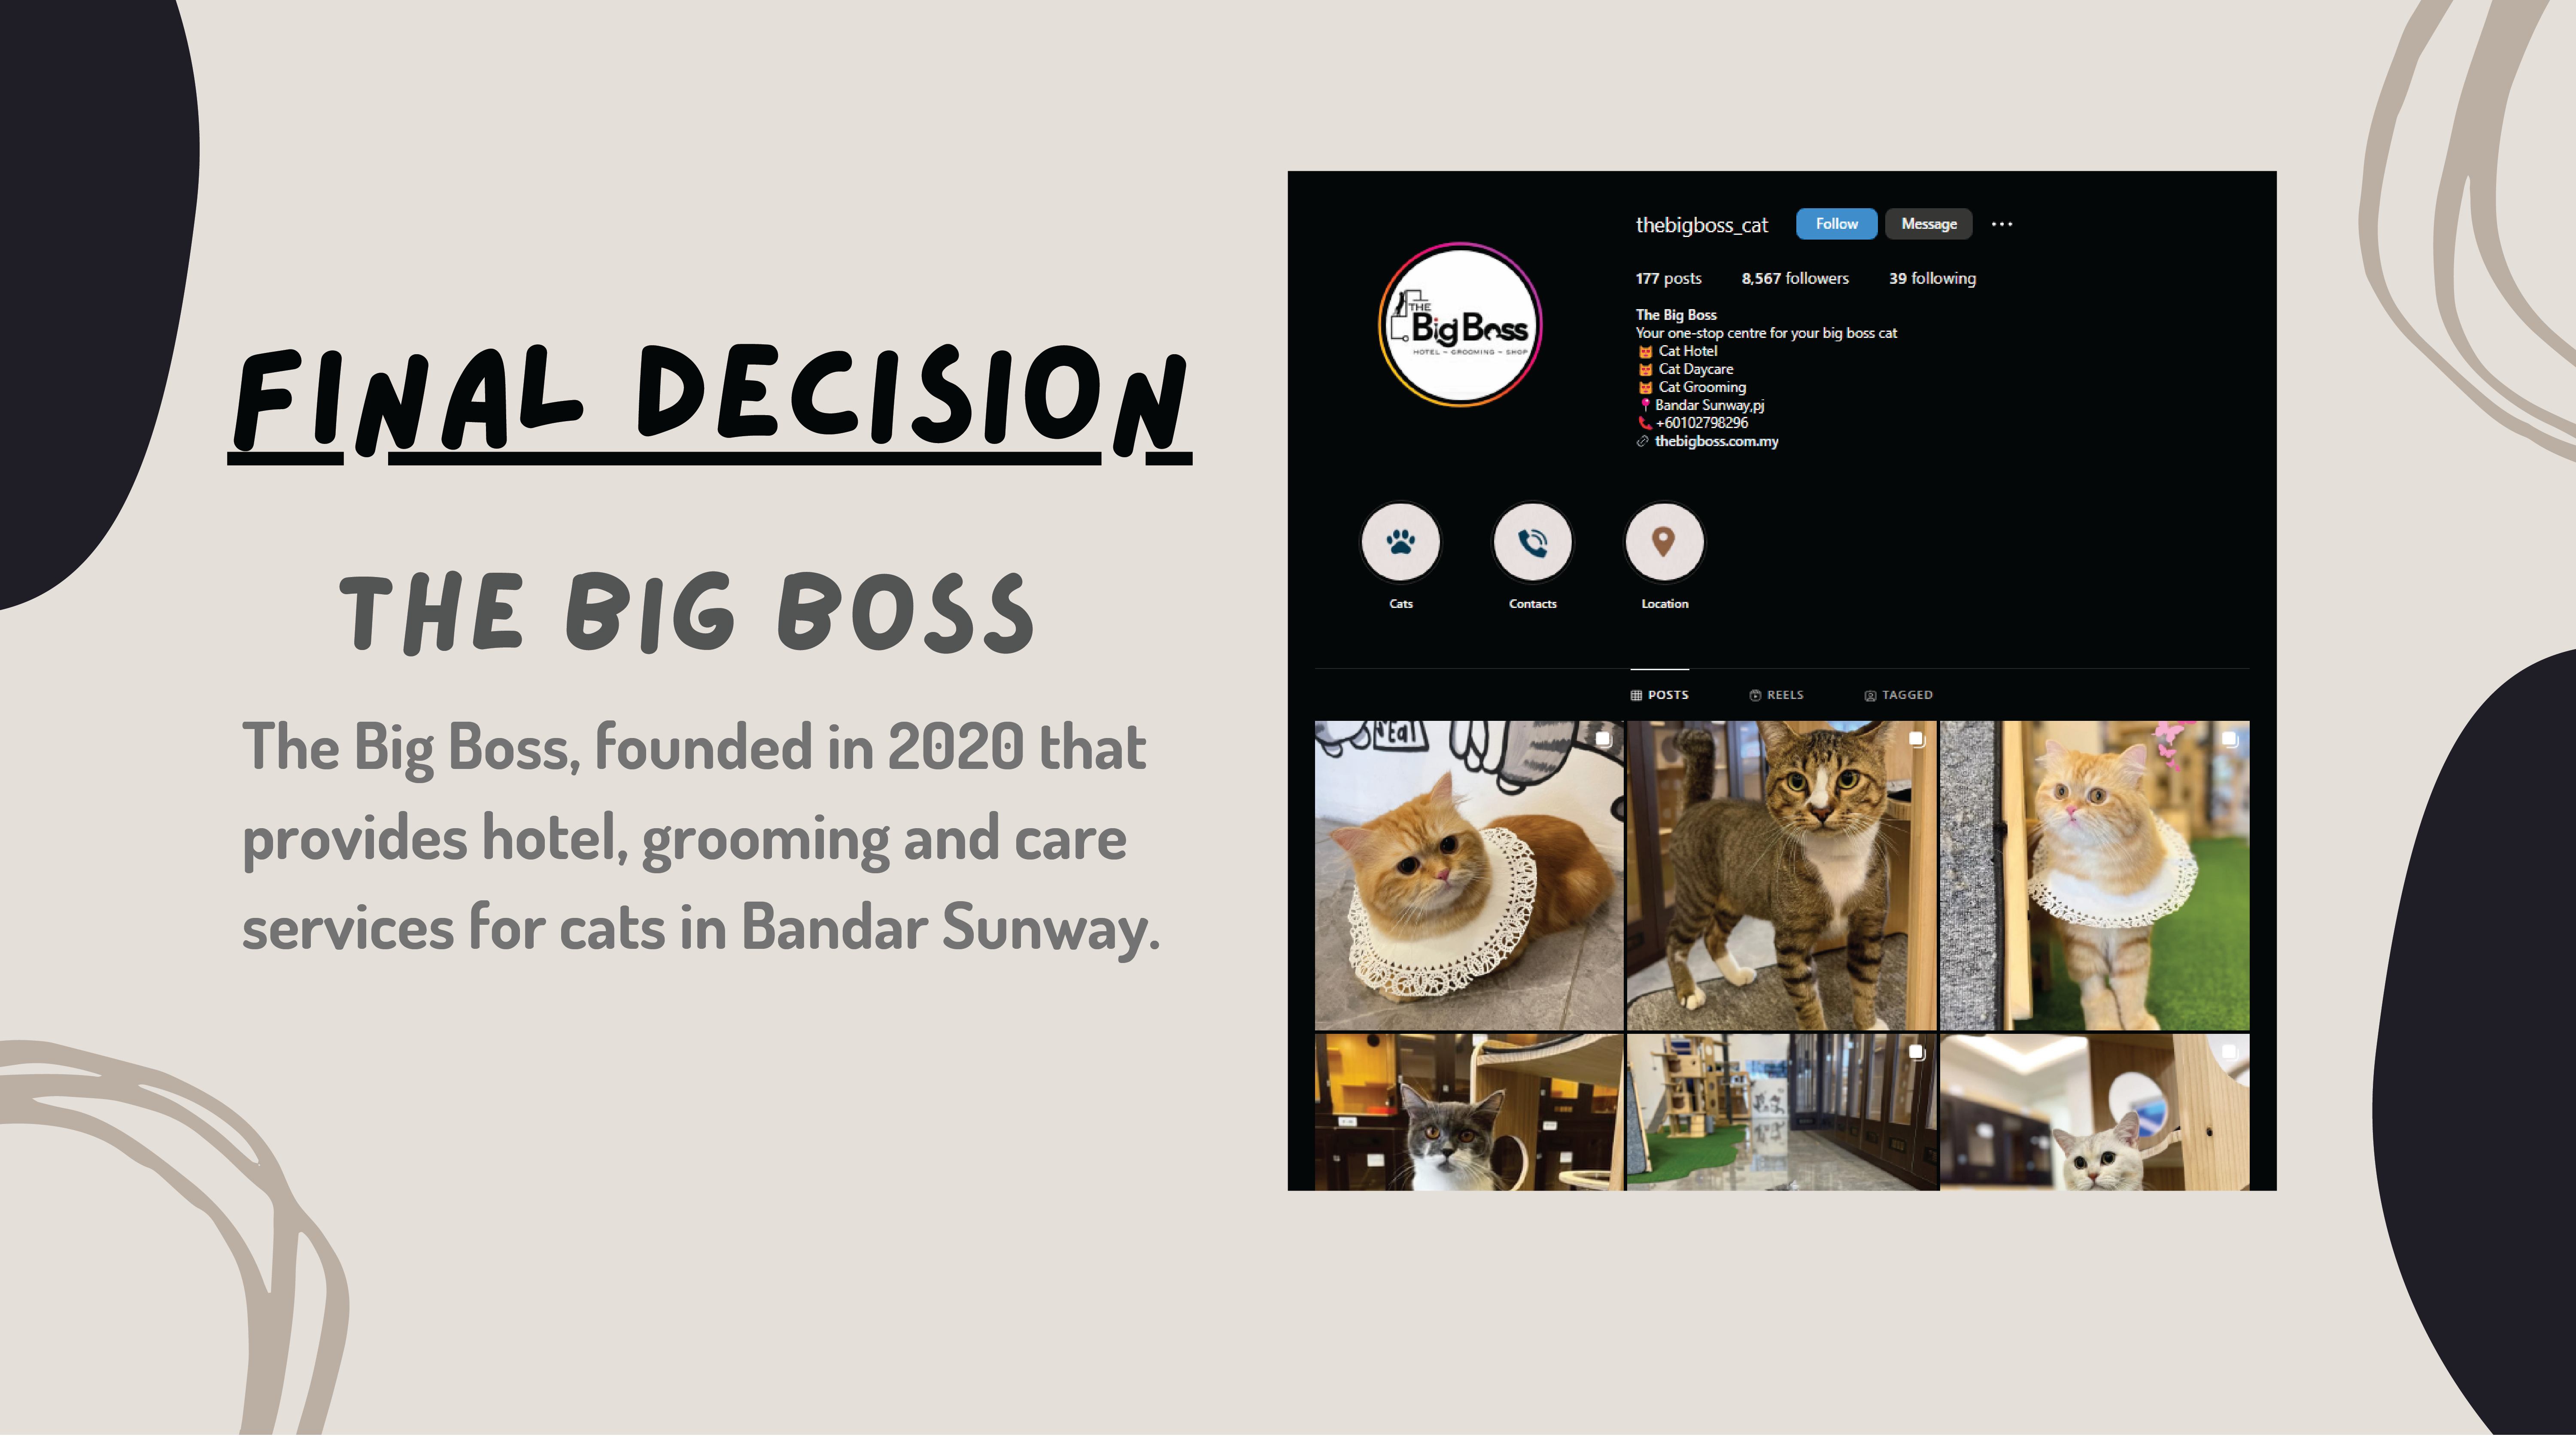 FINAL DECISION
THE BIG BOSS
The Big Boss, founded in 2020 that
provides hotel, grooming and care
services for cats in Bandar Sunway.
thebigboss_cat Follow Message
177 posts 8,567 followers 39 following
The Big Boss
Your one-stop centre for your big boss cat
Cat Hotel
Cat Daycare
Cat Grooming
Bandar Sunway,pj
+60102798296
thebigboss.com.my
THE
Big Boss
HOTEL ~ GROOMING ~ SHOP
Cats Contacts Location
POSTS REELS TAGGED